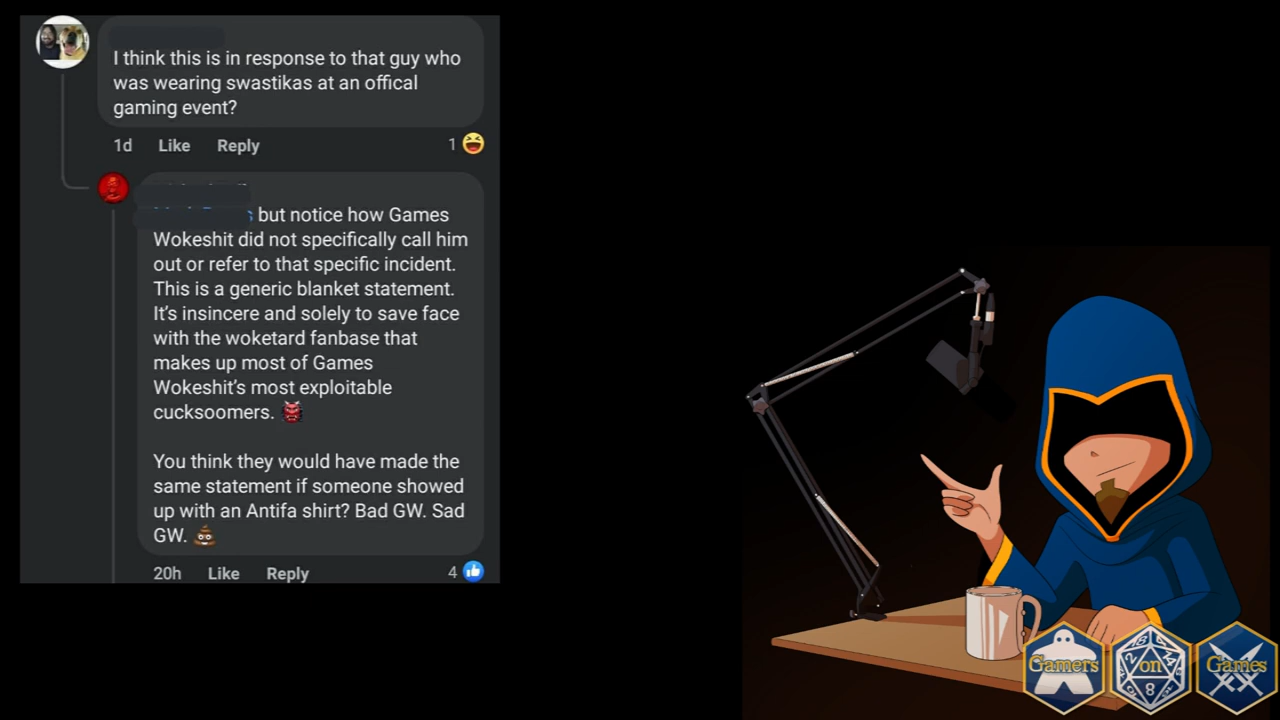 I think this is in response to that guy who
was wearing swastikas at an offical
gaming event?
1d Like Reply 1
but notice how Games
Wokeshit did not specifically call him
out or refer to that specific incident.
This is a generic blanket statement.
It's insincere and solely to save face
with the woketard fanbase that
makes up most of Games
Wokeshit's most exploitable
cucksoomers.
You think they would have made the
same statement if someone showed
up with an Antifa shirt? Bad GW. Sad
GW.
20h Like Reply 4
Gamers on Games